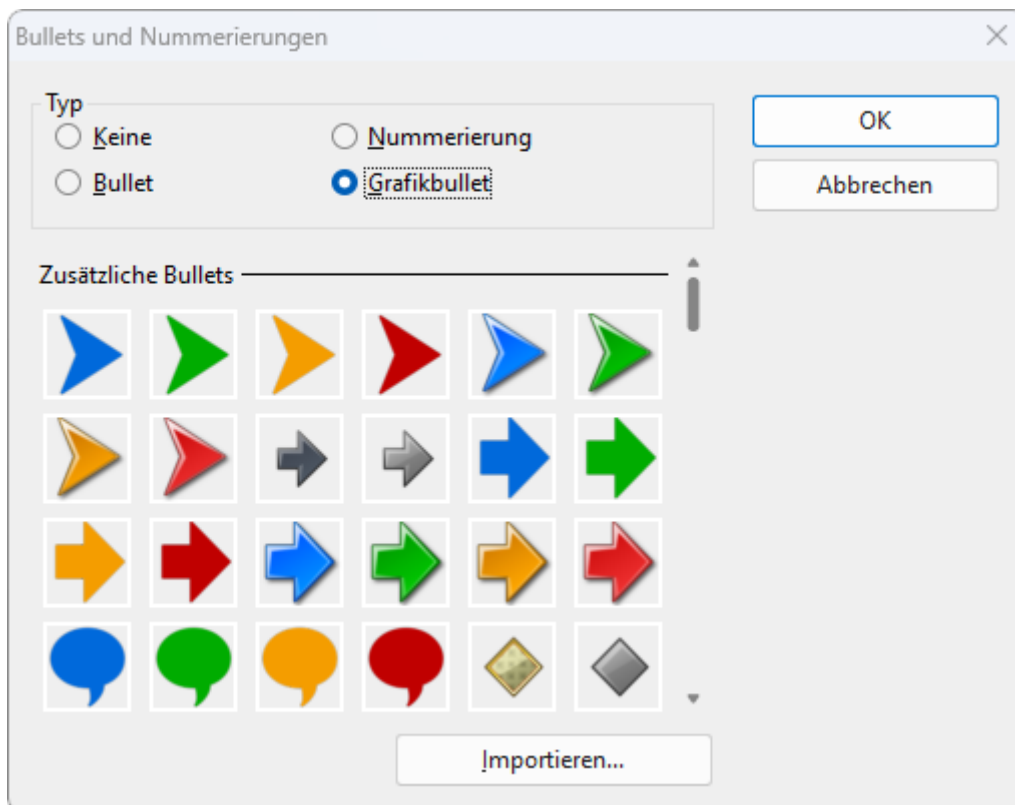 Bullets und Nummerierungen
Typ
Keine
Nummerierung
Bullet
Grafikbullet
OK
Abbrechen
Zusätzliche Bullets
Importieren...